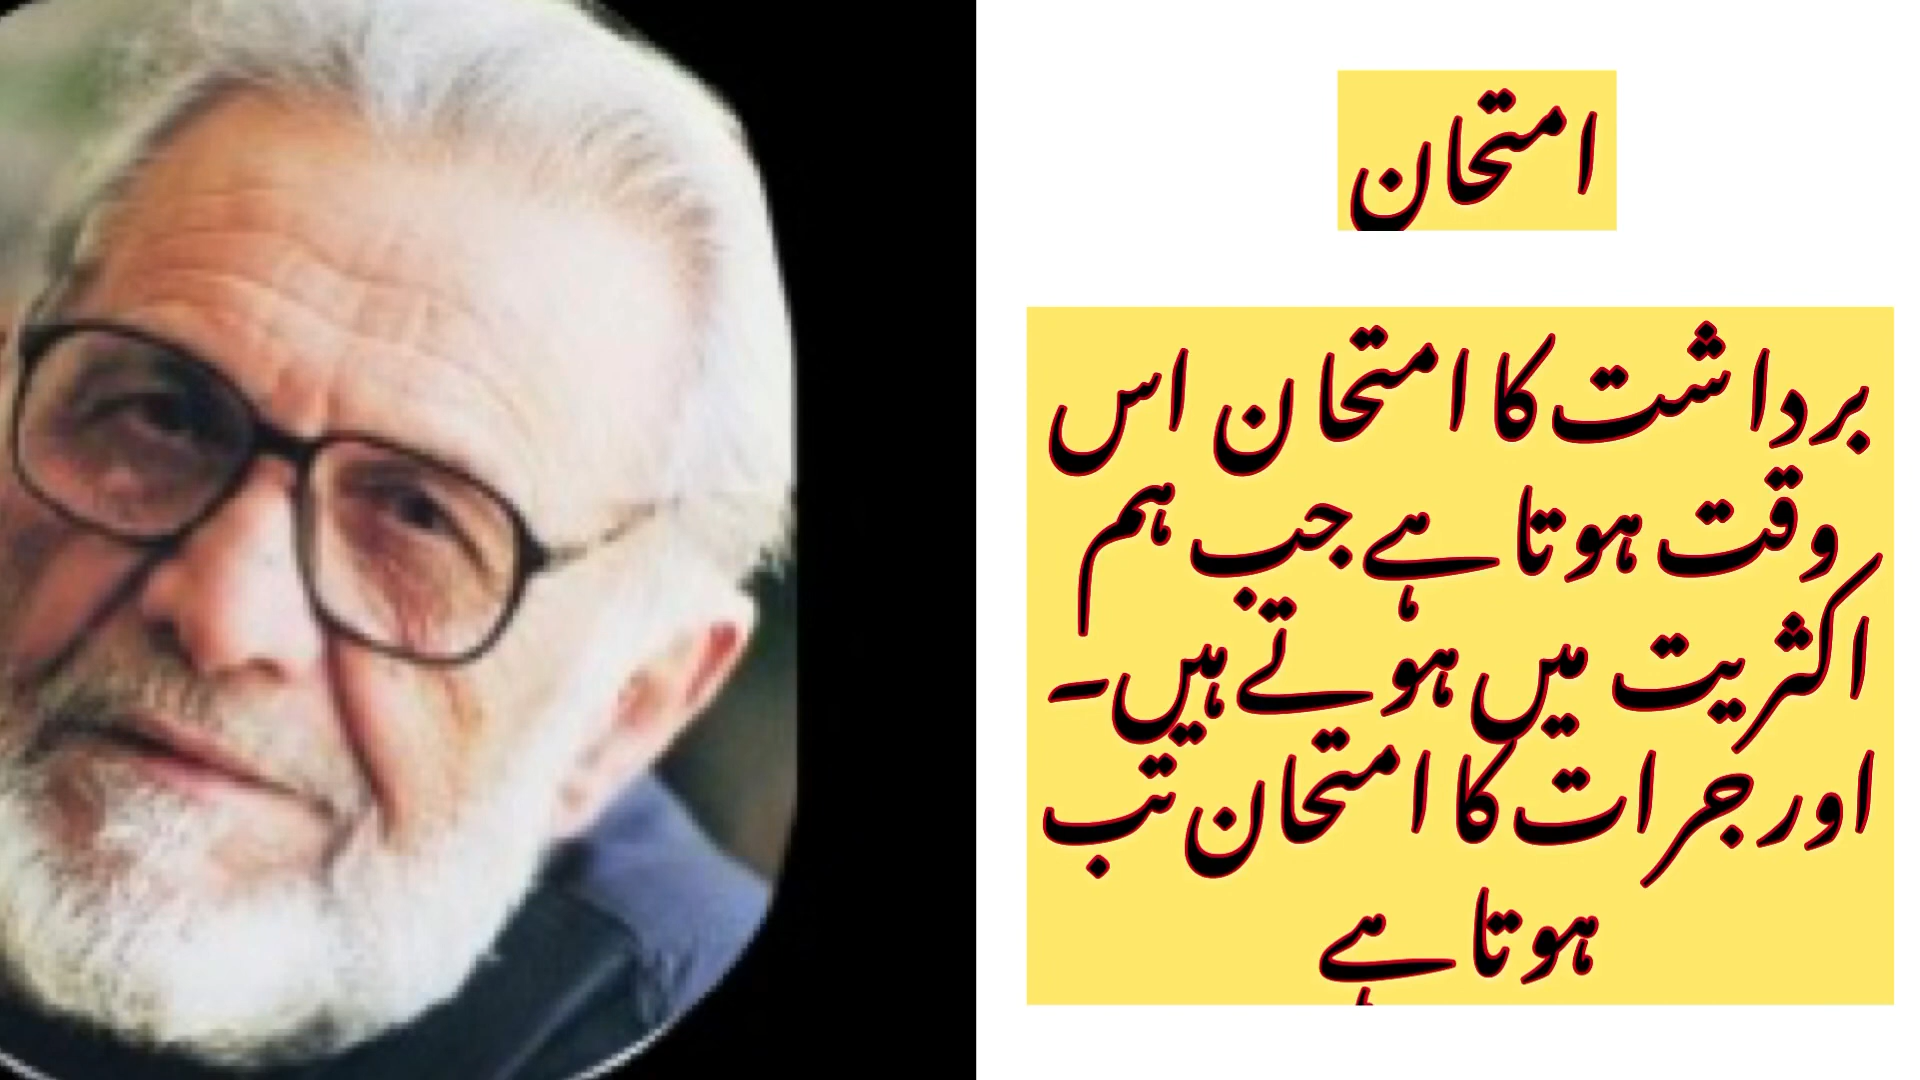 امتحان
برداشت کا امتحان اس
وقت ہوتا ہے جب ہم
اکثریت میں ہوتے ہیں۔
اور جرات کا امتحان تب
ہوتا ہے